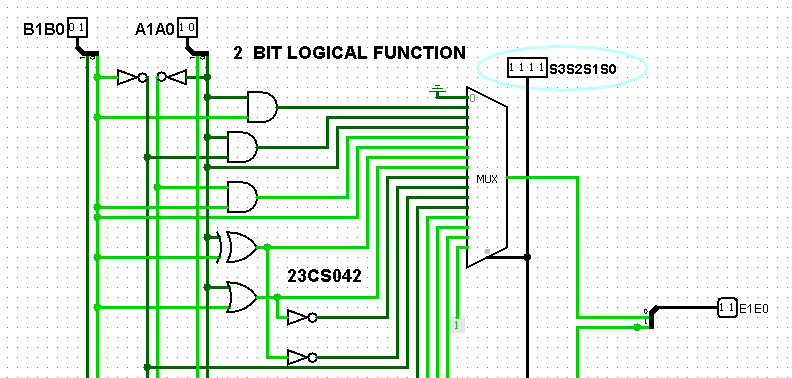 B1B0 0 1
A1A0 1 0
2 BIT LOGICAL FUNCTION
1 1 1 1 S3S2S1S0
0
MUX
23CS042
1
1 1 E1E0